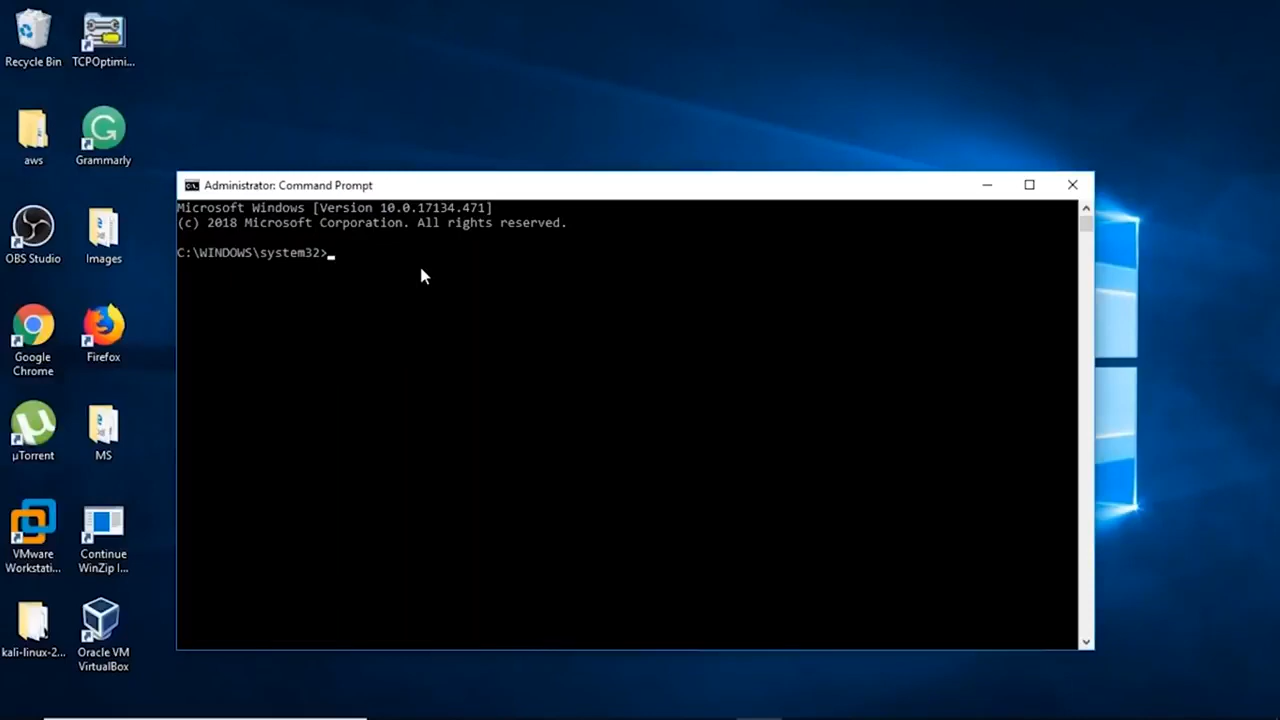 Recycle Bin
TCPOptimi...
aws
Grammarly
OBS Studio
Images
Google
Chrome
Firefox
µTorrent
MS
VMware
Workstati...
Continue
WinZip I...
kali-linux-2...
Oracle VM
VirtualBox
Administrator: Command Prompt
Microsoft Windows [Version 10.0.17134.471]
(c) 2018 Microsoft Corporation. All rights reserved.
C:\WINDOWS\system32>_